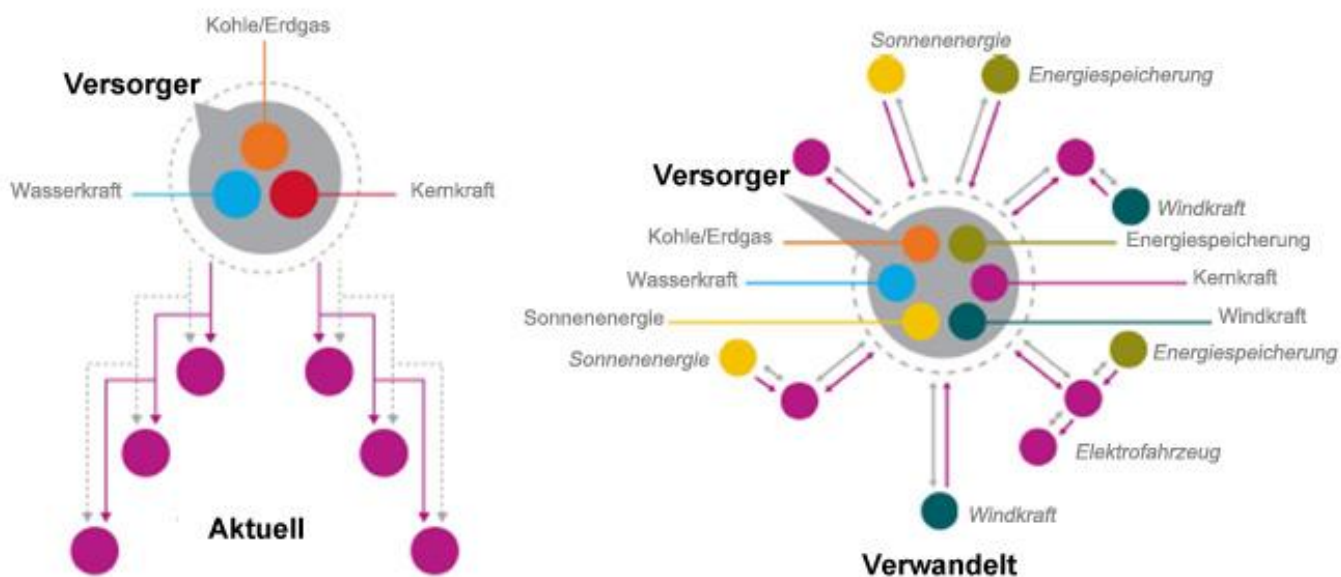 Kohle/Erdgas
Versorger
Wasserkraft
Kernkraft
Aktuell
Sonnenenergie
Energiespeicherung
Versorger
Windkraft
Kohle/Erdgas
Energiespeicherung
Wasserkraft
Kernkraft
Sonnenenergie
Windkraft
Sonnenenergie
Energiespeicherung
Elektrofahrzeug
Windkraft
Verwandelt